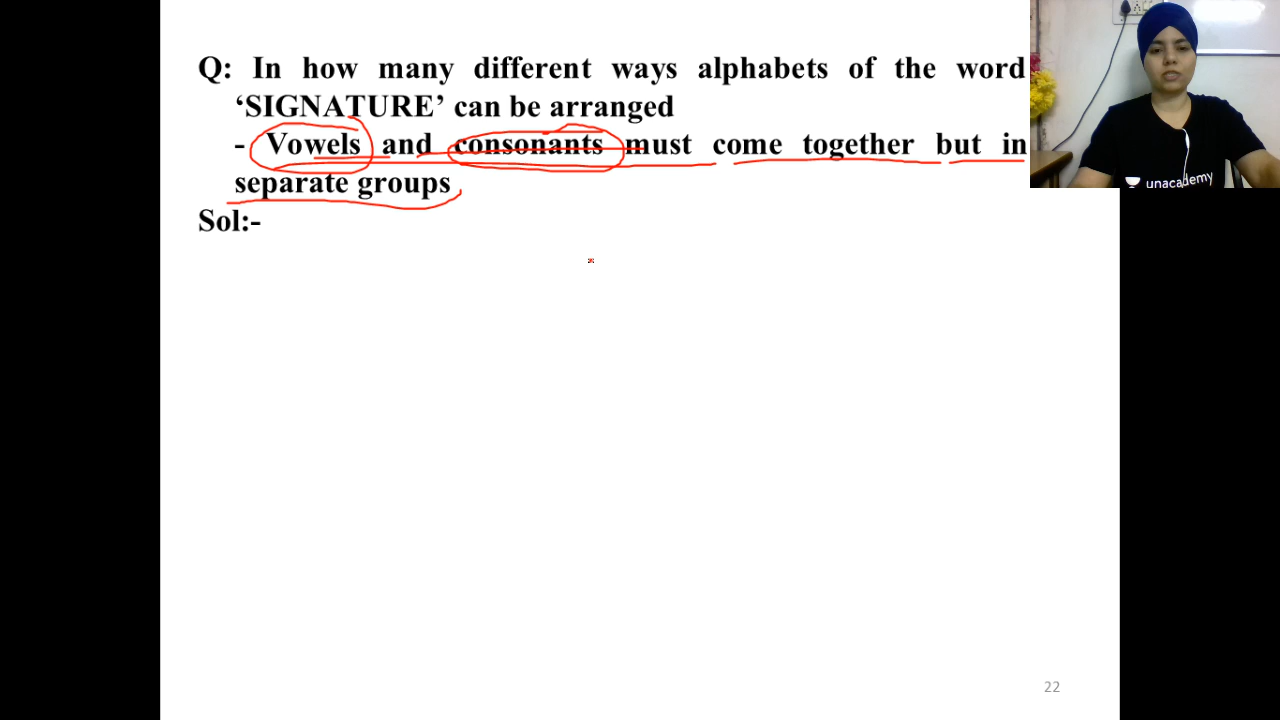 Q: In how many different ways alphabets of the word
‘SIGNATURE’ can be arranged
- Vowels and consonants must come together but in
separate groups
Sol:-
unacademy
22